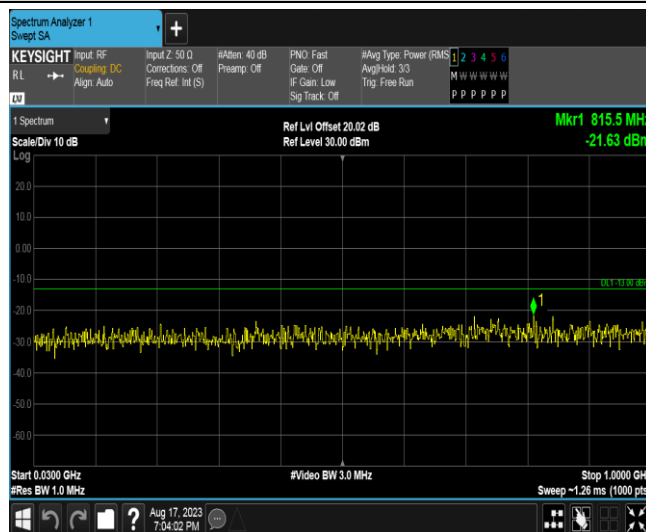 Spectrum Analyzer 1
Swept SA
KEYSIGHT
RL
Input: RF
Coupling: DC
Align: Auto
Input Z: 50 Ω
Corrections: Off
Freq Ref: Int (S)
#Atten: 40 dB
Preamp: Off
PNO: Fast
Gate: Off
IF Gain: Low
Sig Track: Off
#Avg Type: Power (RMS
Avg|Hold: 3/3
Trig: Free Run
1 2 3 4 5 6
M W W W W W
P P P P P P
LXI
1 Spectrum
Scale/Div 10 dB
Log
Ref Lvl Offset 20.02 dB
Ref Level 30.00 dBm
Mkr1 815.5 MHz
-21.63 dBm
20.0
10.0
0.00
-10.0
DL1 -13.00 dBm
1
-20.0
-30.0
-40.0
-50.0
-60.0
Start 0.0300 GHz
#Res BW 1.0 MHz
#Video BW 3.0 MHz
Stop 1.0000 GH
Sweep ~1.26 ms (1000 pts
?
Aug 17, 2023
7:04:02 PM